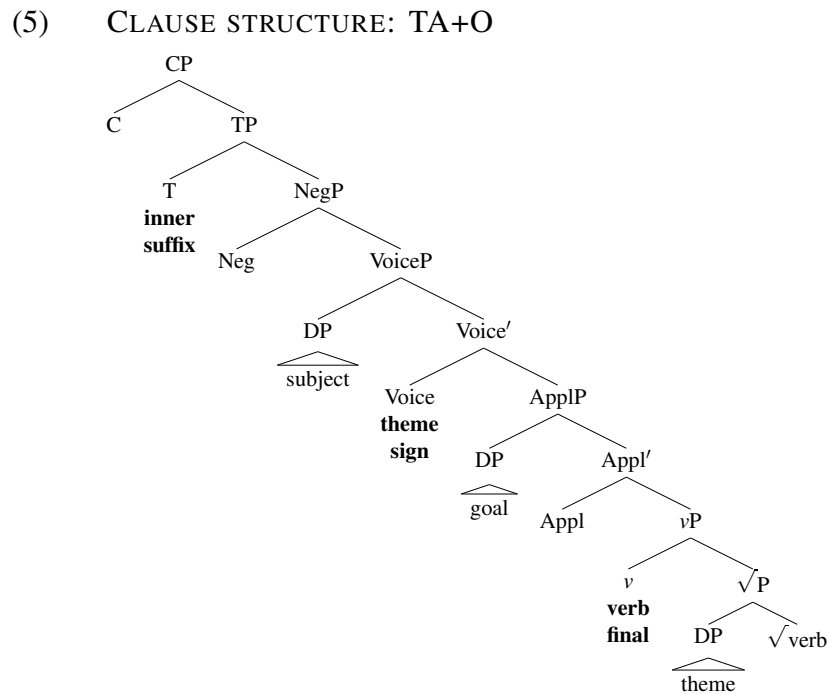 (5) CLAUSE STRUCTURE: TA+O
CP
C TP
T NegP
inner
suffix
Neg VoiceP
DP Voice′
subject
Voice ApplP
theme
sign
DP Appl′
goal
Appl vP
v √P
verb
final
DP √verb
theme